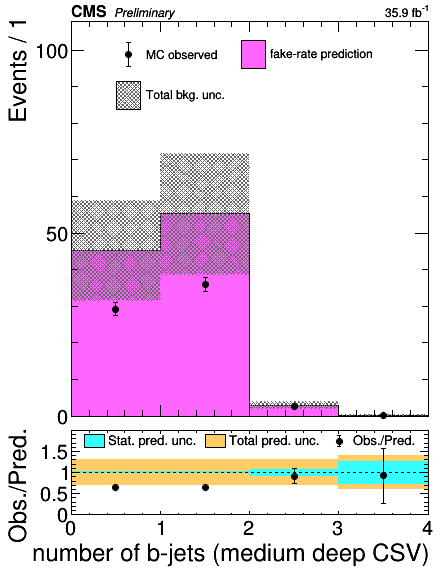 CMS Preliminary 35.9 fb⁻¹
Events / 1
100
MC observed
fake-rate prediction
Total bkg. unc.
50
0
Obs./Pred.
Stat. pred. unc.
Total pred. unc.
Obs./Pred.
1.5
1
0.5
0
0 1 2 3 4
number of b-jets (medium deep CSV)